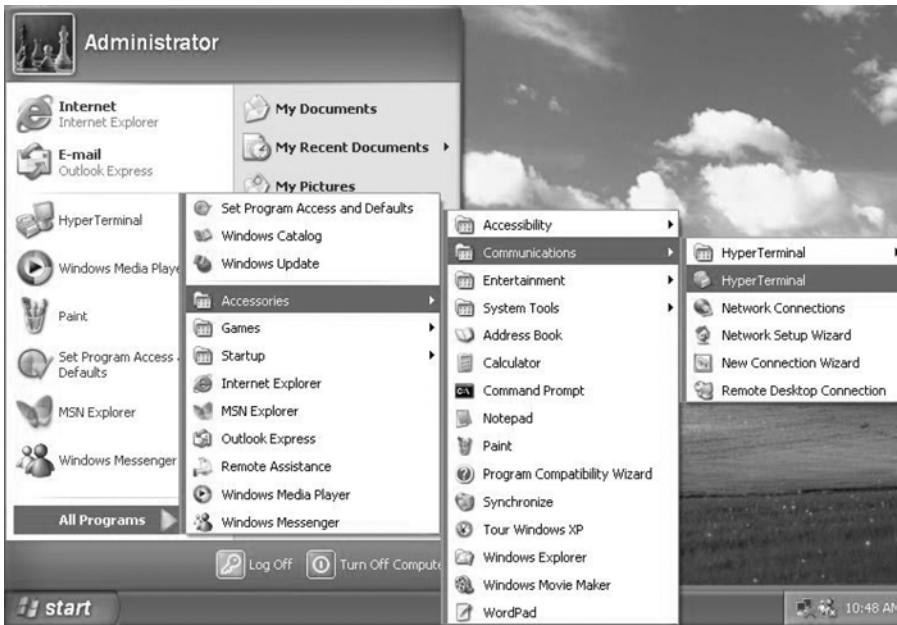 Administrator
Internet
Internet Explorer
E-mail
Outlook Express
HyperTerminal
Windows Media Playe
Paint
Set Program Access
Defaults
MSN Explorer
Windows Messenger
All Programs
My Documents
My Recent Documents
My Pictures
Set Program Access and Defaults
Windows Catalog
Windows Update
Accessories
Games
Startup
Internet Explorer
MSN Explorer
Outlook Express
Remote Assistance
Windows Media Player
Windows Messenger
Accessibility
Communications
Entertainment
System Tools
Address Book
Calculator
Command Prompt
Notepad
Paint
Program Compatibility Wizard
Synchronize
Tour Windows XP
Windows Explorer
Windows Movie Maker
WordPad
HyperTerminal
HyperTerminal
Network Connections
Network Setup Wizard
New Connection Wizard
Remote Desktop Connection
Log Off
Turn Off Compute
start
10:48 AM